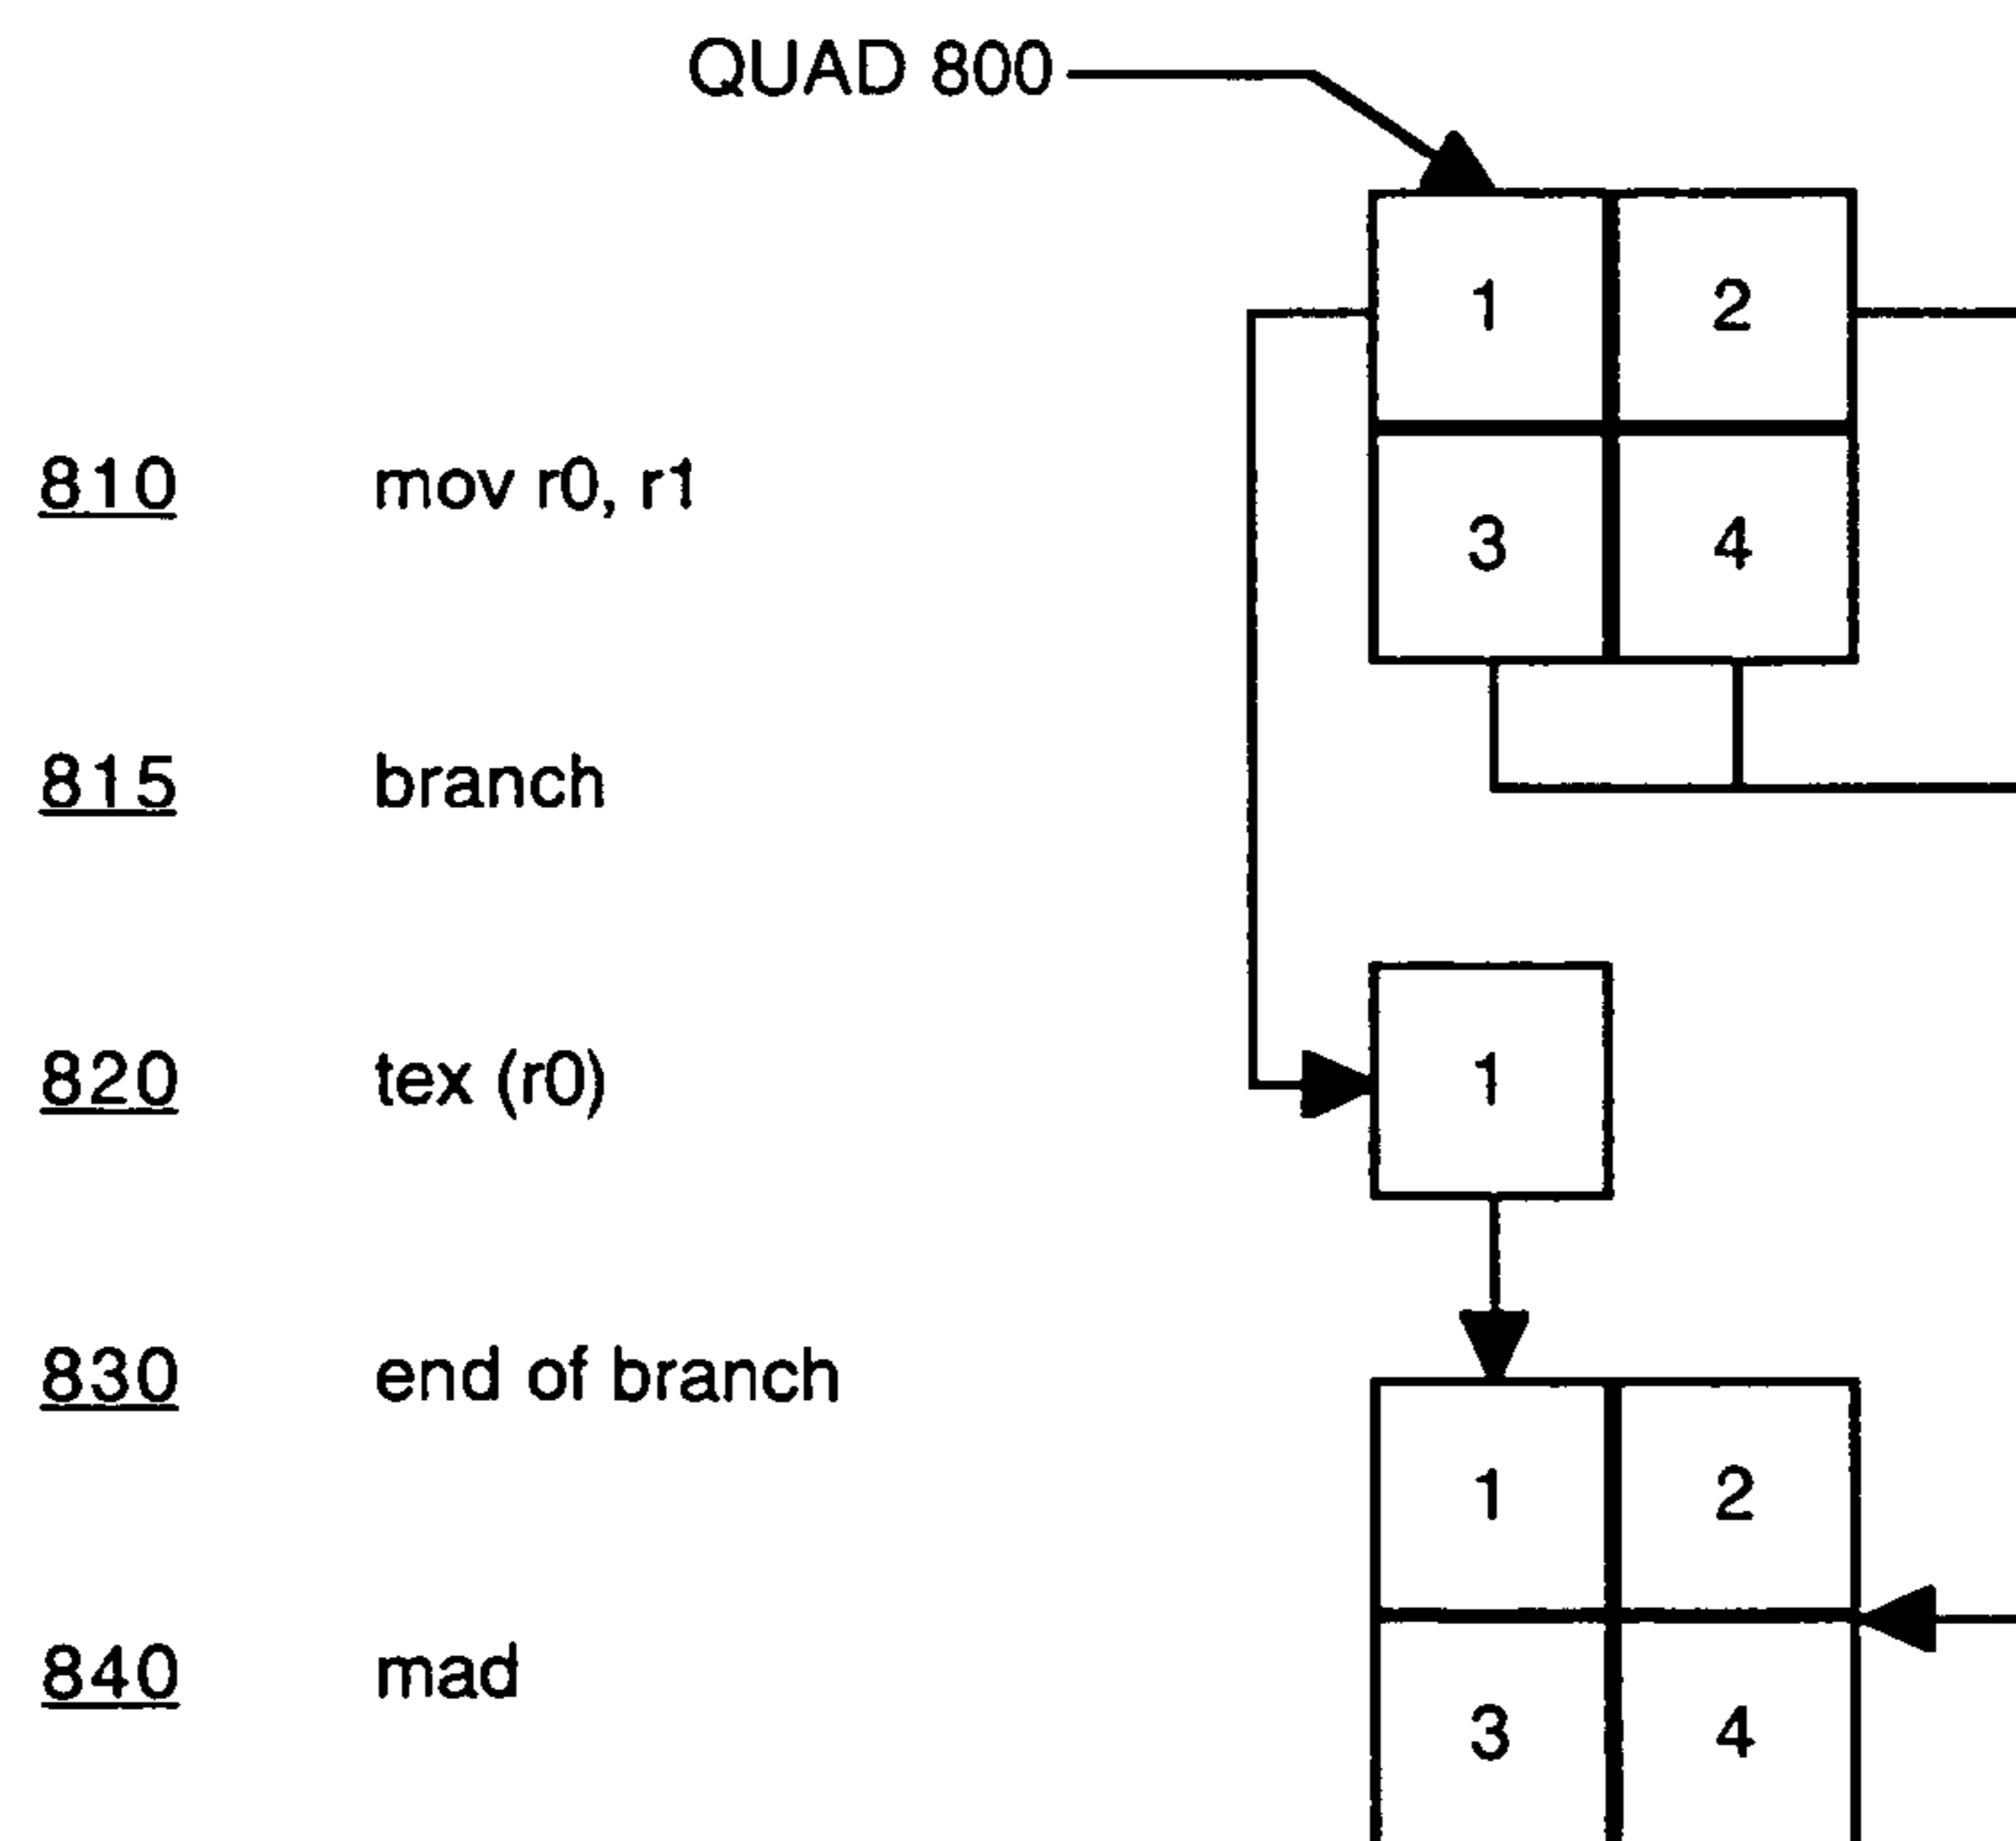 QUAD 800
1 2
810 mov r0, r1
3 4
815 branch
820 tex (r0)
1
830 end of branch
1 2
840 mad
3 4